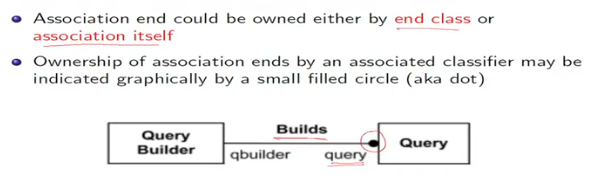 Association end could be owned either by end class or
association itself
Ownership of association ends by an associated classifier may be
indicated graphically by a small filled circle (aka dot)
Query
Builder
Builds
qbuilder
query
Query